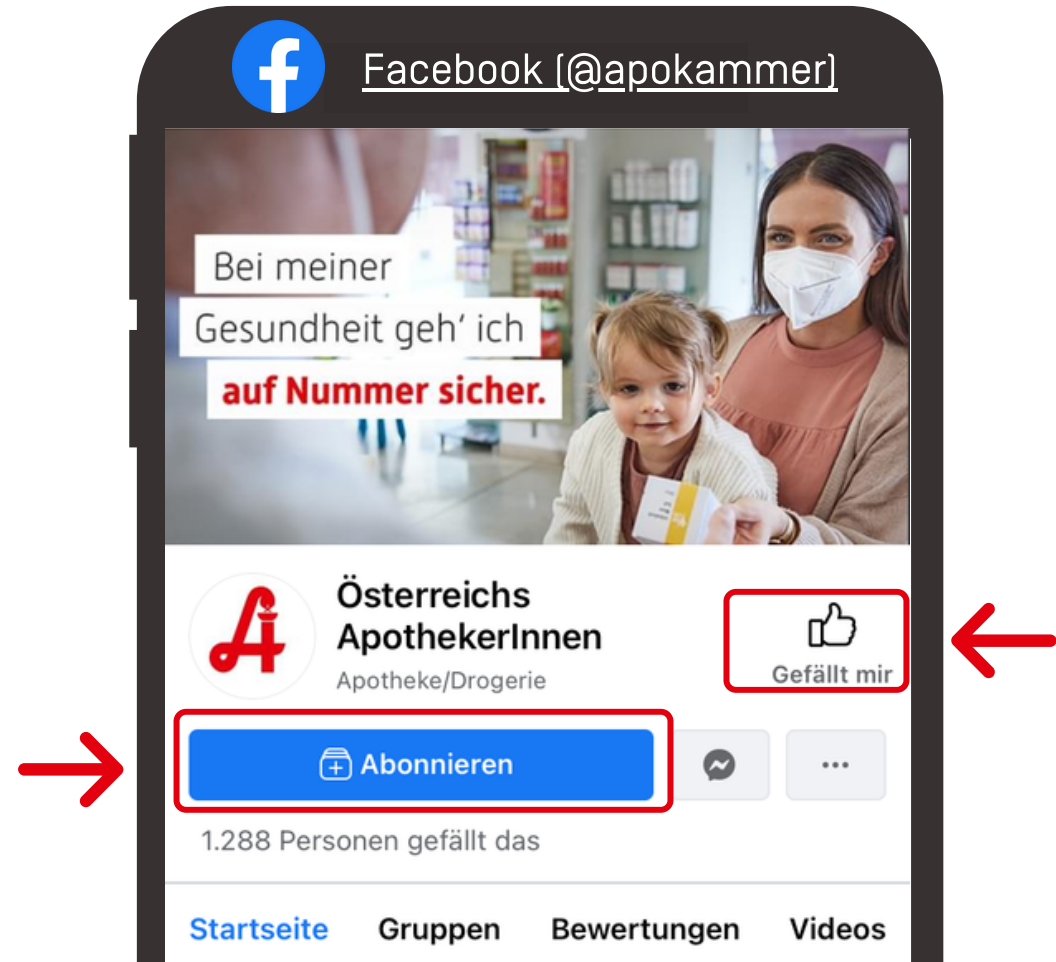 Facebook (@apokammer)
Bei meiner
Gesundheit geh‘ ich
auf Nummer sicher.
Österreichs
ApothekerInnen
Apotheke/Drogerie
Gefällt mir
Abonnieren
1.288 Personen gefällt das
Startseite Gruppen Bewertungen Videos